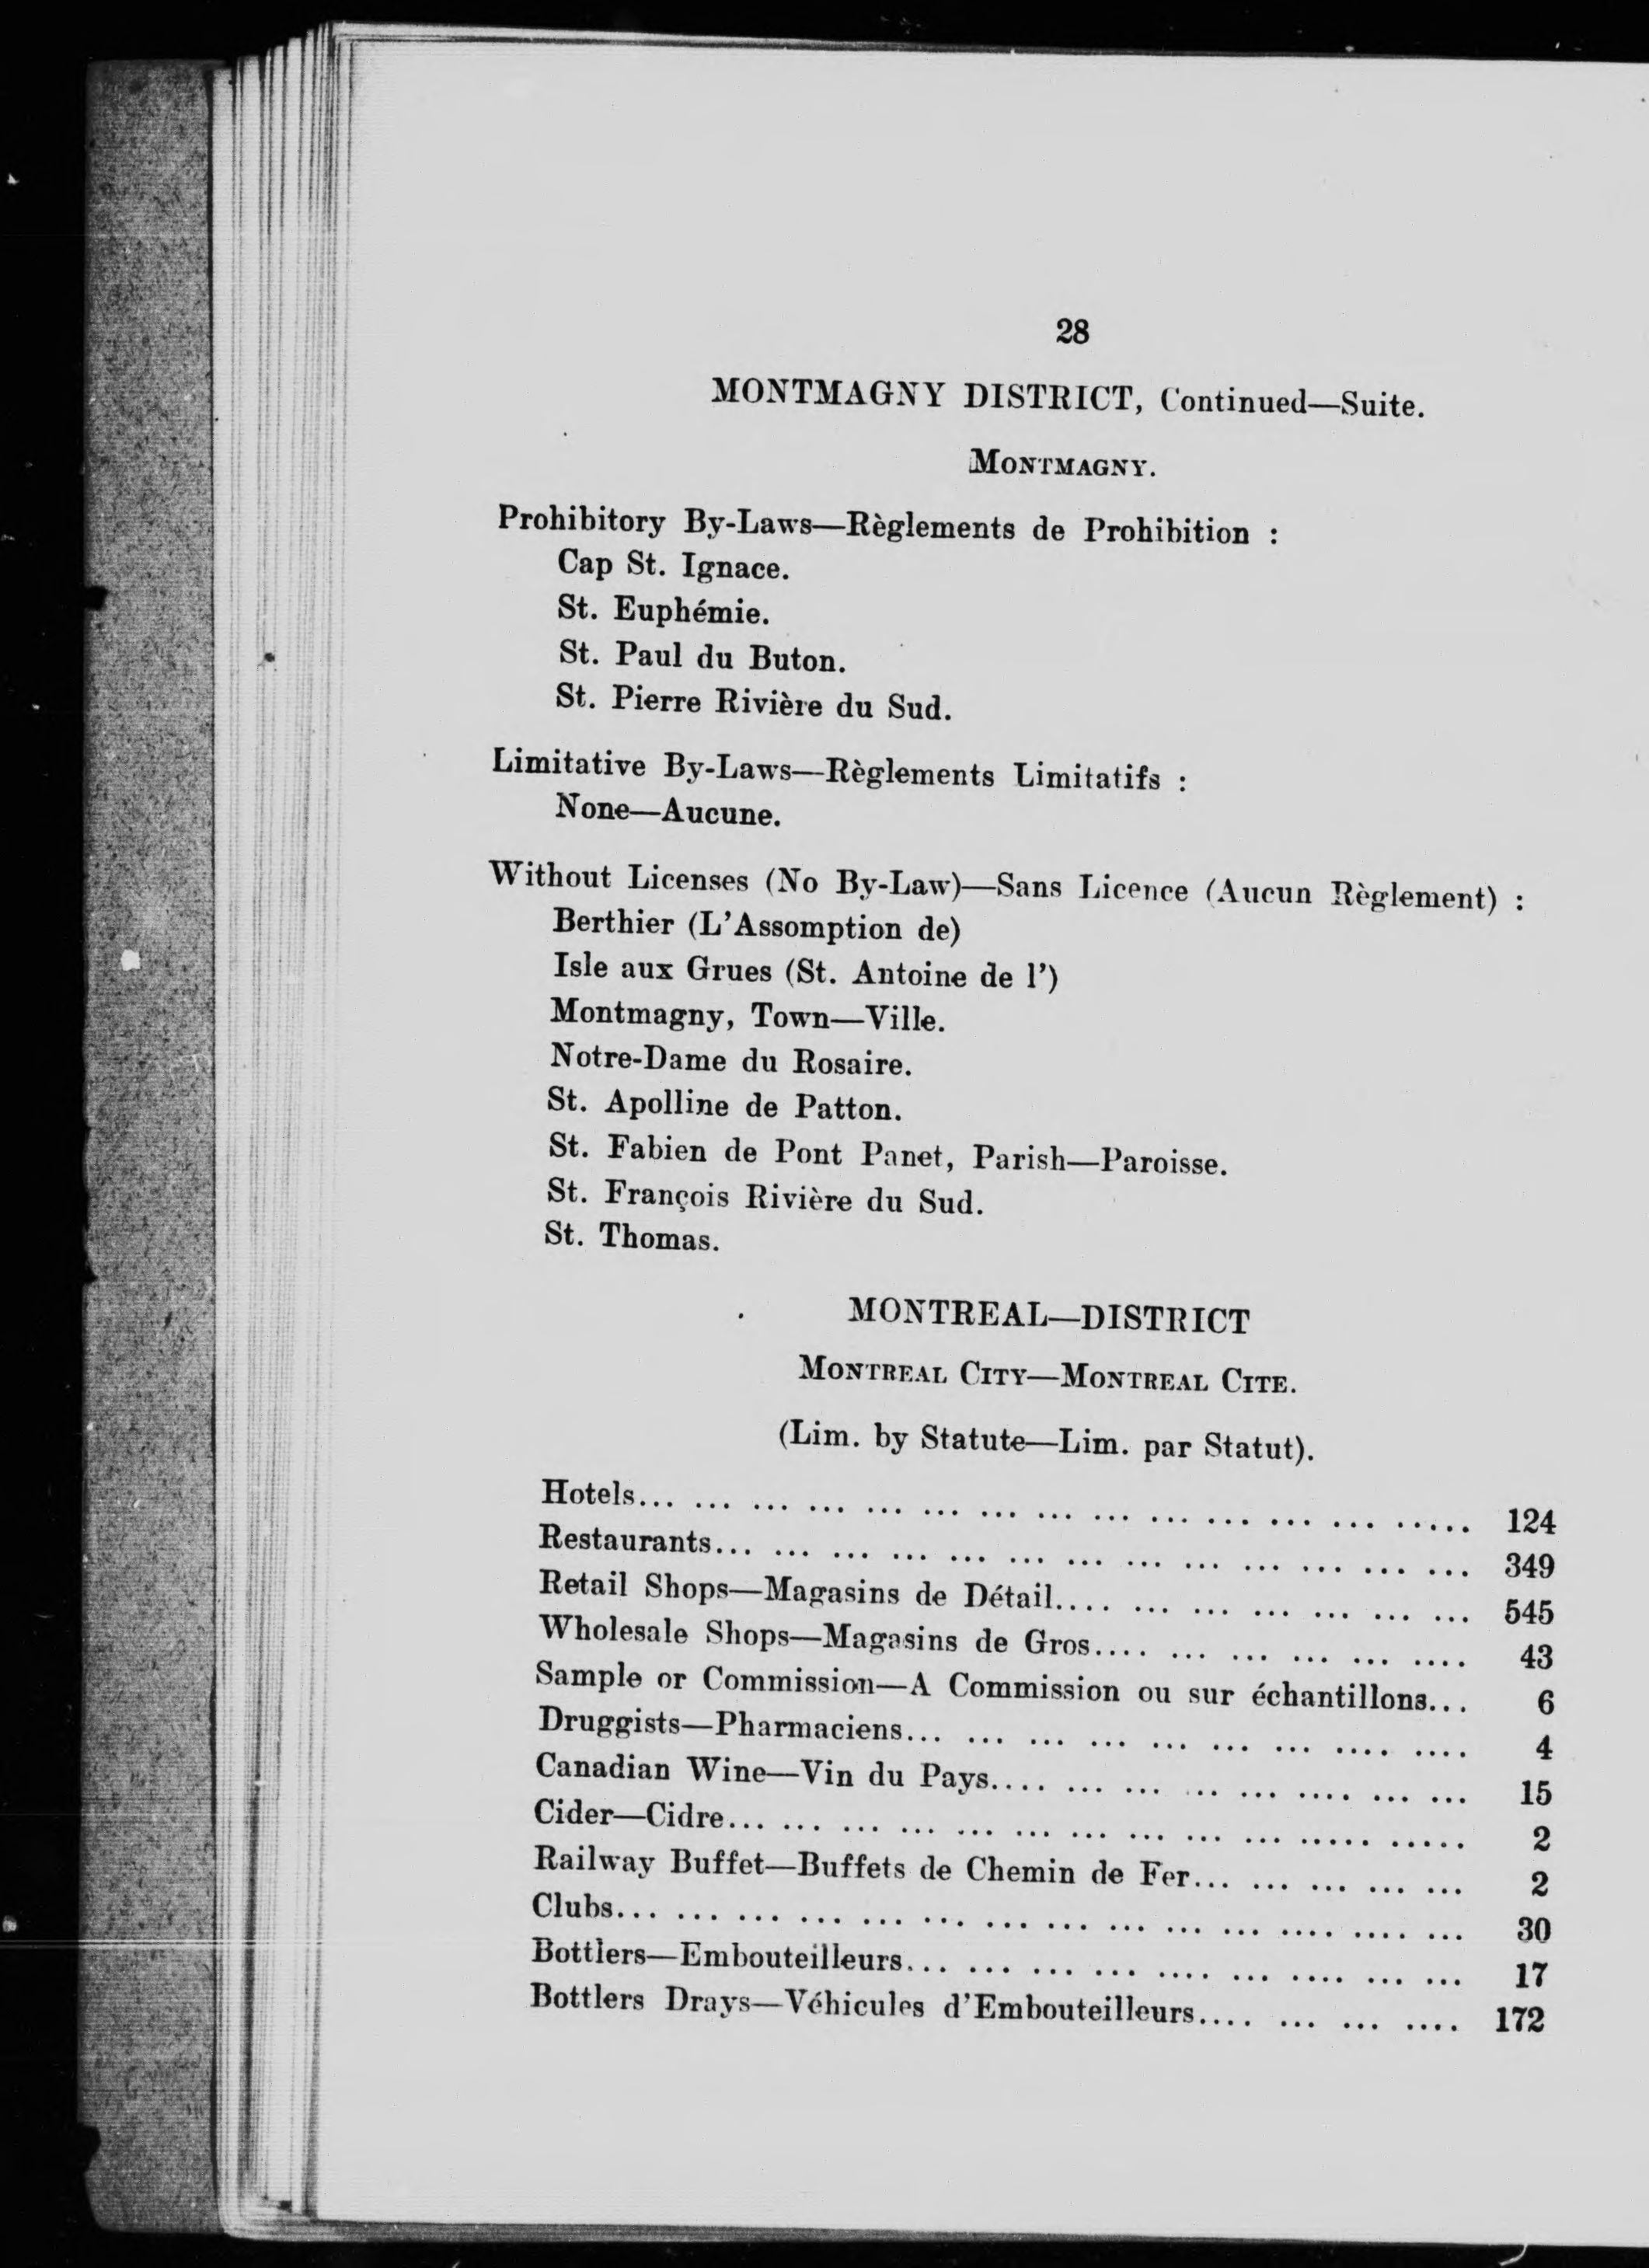 28
MONTMAGNY DISTRICT, Continued—Suite.
MONTMAGNY.
Prohibitory By-Laws—Règlements de Prohibition :
Cap St. Ignace.
St. Euphémie.
St. Paul du Buton.
St. Pierre Rivière du Sud.
Limitative By-Laws—Règlements Limitatifs :
None—Aucune.
Without Licenses (No By-Law)—Sans Licence (Aucun Règlement) :
Berthier (L'Assomption de)
Isle aux Grues (St. Antoine de l')
Montmagny, Town—Ville.
Notre-Dame du Rosaire.
St. Apolline de Patton.
St. Fabien de Pont Panet, Parish—Paroisse.
St. François Rivière du Sud.
St. Thomas.
MONTREAL—DISTRICT
MONTREAL CITY—MONTREAL CITE.
(Lim. by Statute—Lim. par Statut).
Hotels... ... ... ... ... ... ... ... ... ... ... ... ... ..... 124
Restaurants... ... ... ... ... ... ... ... ... ... ... ... ... 349
Retail Shops—Magasins de Détail.... ... ... ... ... ... ... 545
Wholesale Shops—Magasins de Gros.... ... ... ... ... .... 43
Sample or Commission—A Commission ou sur échantillons... 6
Druggists—Pharmaciens... ... ... ... ... ... ... .... .... 4
Canadian Wine—Vin du Pays.... ... ... ... ... .... ... ... 15
Cider—Cidre... ... ... ... ... ... ... ... ... ... ..... ..... 2
Railway Buffet—Buffets de Chemin de Fer... ... ... ... ... 2
Clubs... ... ... ... ... ... ... ... ... ... ... .... .... ... 30
Bottlers—Embouteilleurs... ... ... ... .... ... .... ... ... 17
Bottlers Drays—Véhicules d'Embouteilleurs.... ... ... .... 172